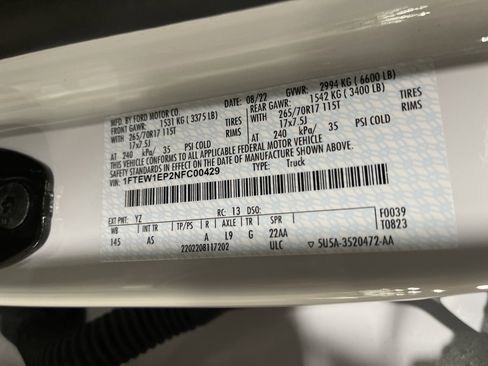 MFD. BY FORD MOTOR CO.
DATE: 08/22 GVWR: 2994 KG (6600 LB)
FRONT GAWR: 1531 KG (3375 LB) REAR GAWR: 1542 KG (3400 LB)
WITH 265/70R17 115T TIRES WITH 265/70R17 115T TIRES
17x7.5J RIMS 17x7.5J RIMS
AT 240 kPa/ 35 PSI COLD AT 240 kPa/ 35 PSI COLD
THIS VEHICLE CONFORMS TO ALL APPLICABLE FEDERAL MOTOR VEHICLE
SAFETY STANDARDS IN EFFECT ON THE DATE OF MANUFACTURE SHOWN ABOVE.
VIN: 1FTEW1EP2NFC00429 TYPE: Truck
EXT PNT: YZ RC: 13 DSO: F0039
WB INT TR TP/PS R AXLE TR SPR T0823
145 AS A L9 G 22AA
2202208117202 ULC ▽ 5U5A-3520472-AA